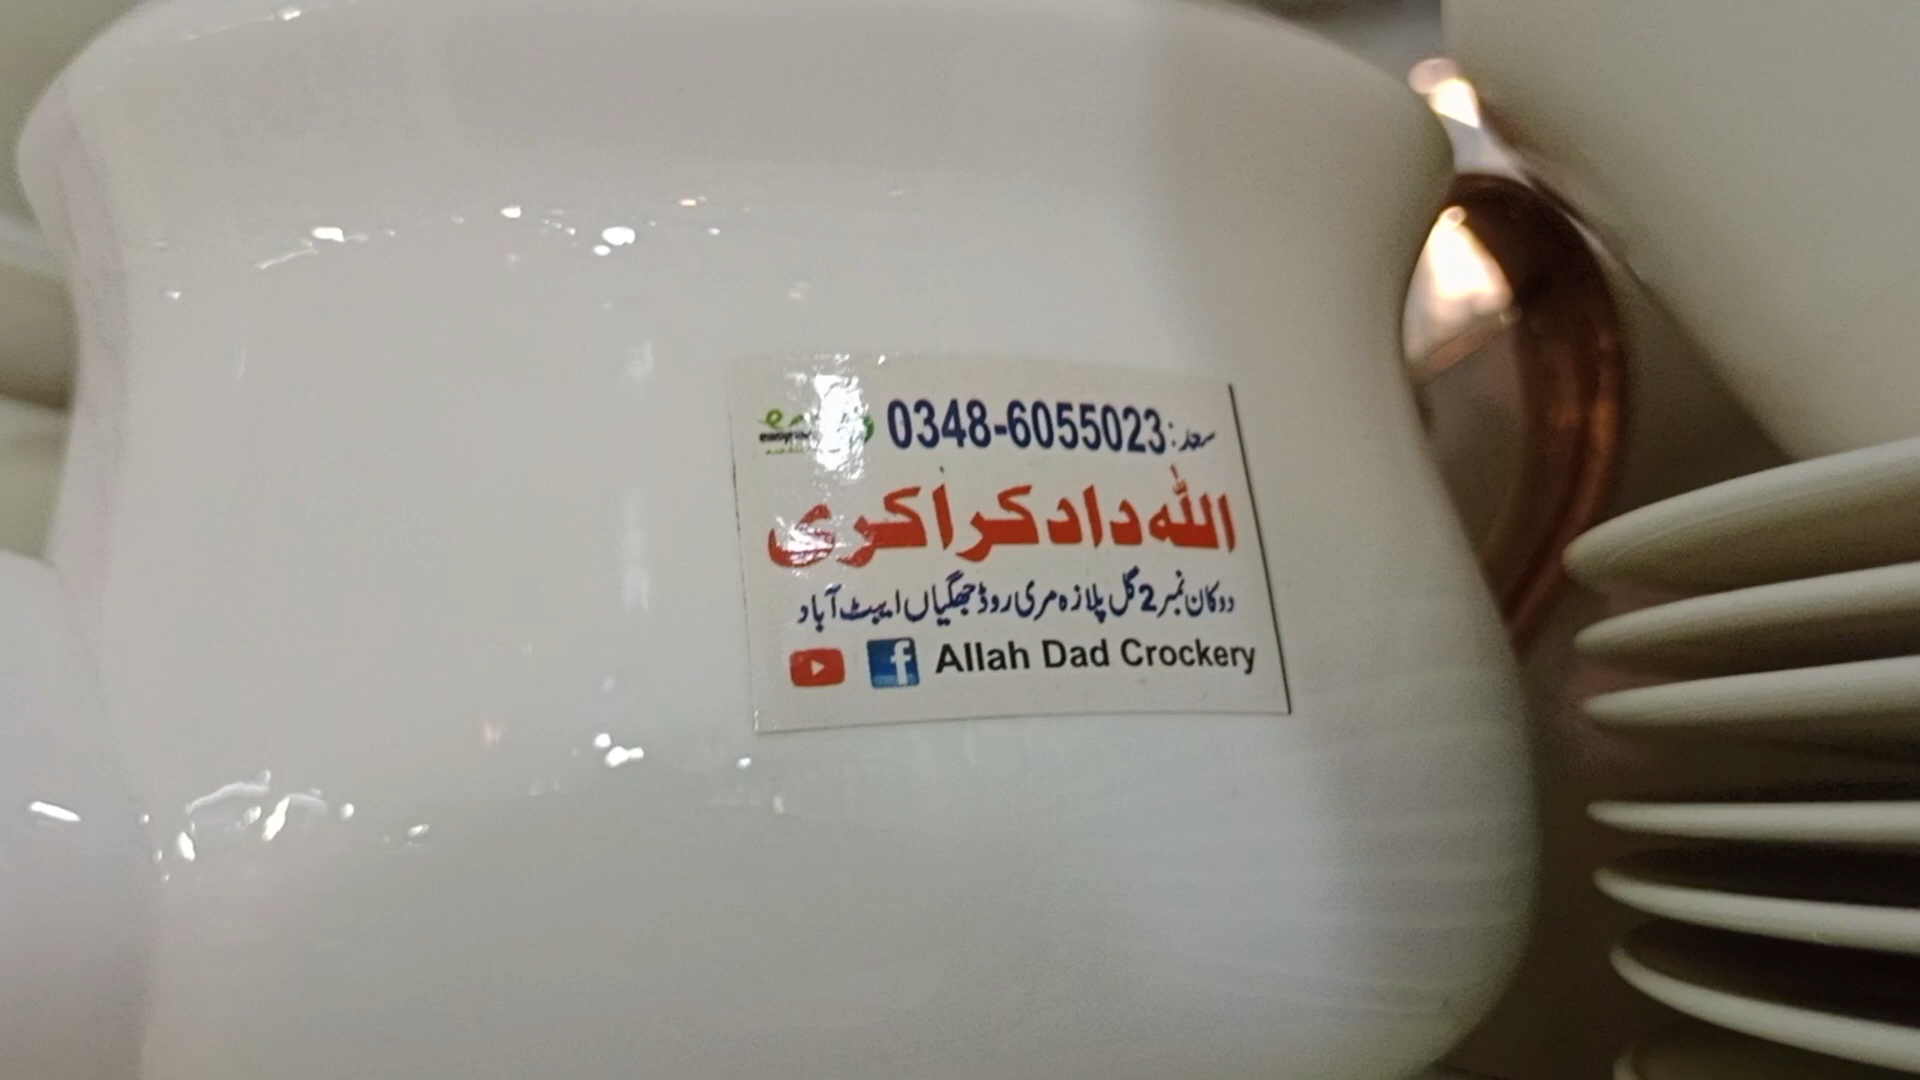 سعد: 0348-6055023
اللہ داد کراکری
دوکان نمبر 2 گل پلازہ مری روڈ جھگیاں ایبٹ آباد
Allah Dad Crockery